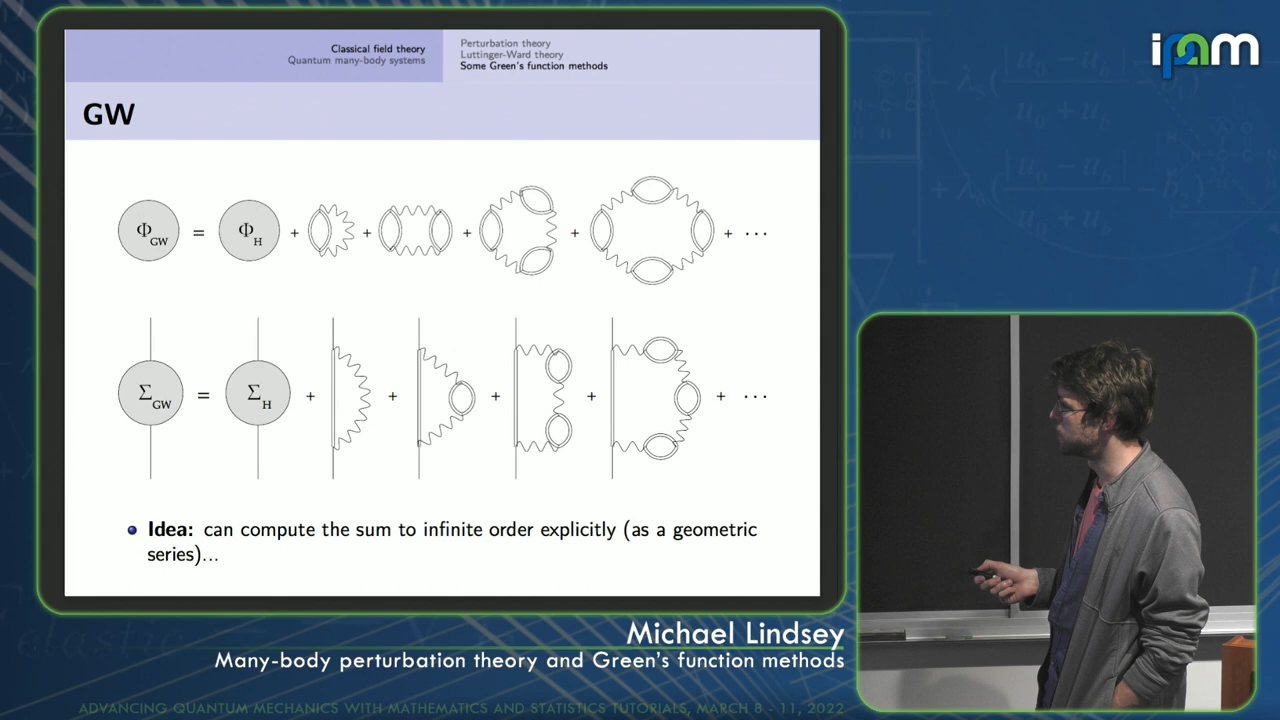 Classical field theory
Quantum many-body systems
Perturbation theory
Luttinger-Ward theory
Some Green's function methods
ipam
GW
Φ_GW = Φ_H + + + + + ···
Σ_GW = Σ_H + + + + + ···
Idea: can compute the sum to infinite order explicitly (as a geometric
series)...
Michael Lindsey
Many-body perturbation theory and Green's function methods
ADVANCING QUANTUM MECHANICS WITH MATHEMATICS AND STATISTICS TUTORIALS, MARCH 8 - 11, 2022